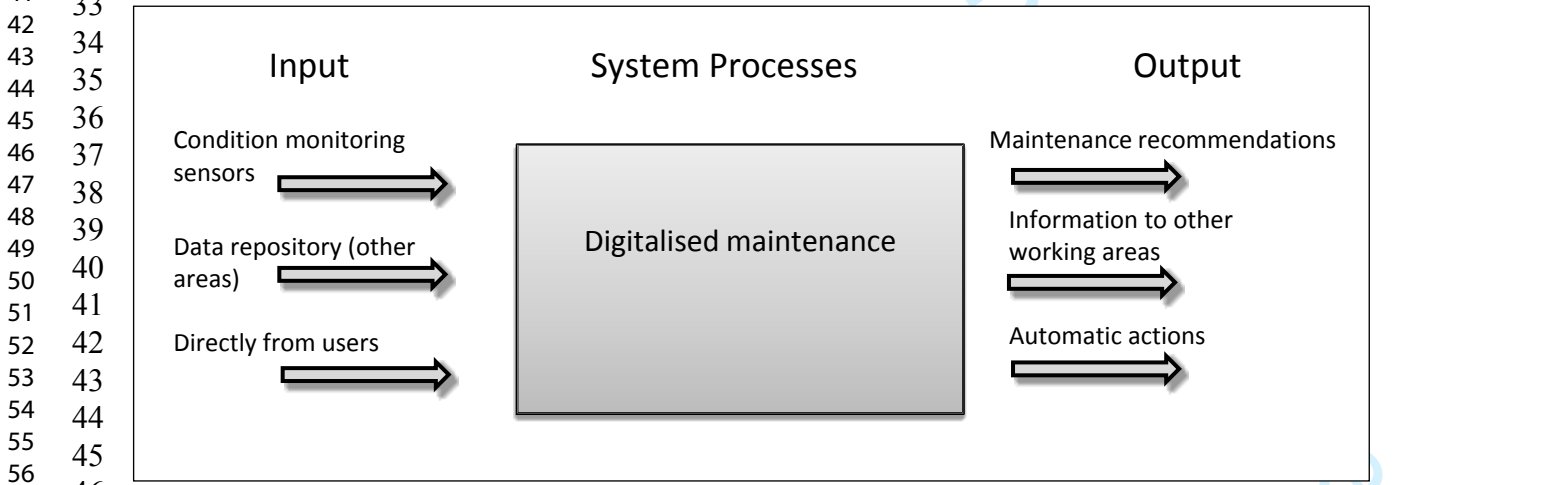 41 33
42 34
43 35
44 36
45 37
46 38
47 39
48 40
49 41
50 42
51 43
52 44
53 45
54
55
56
Input
System Processes
Output
Condition monitoring
sensors
Data repository (other
areas)
Directly from users
Digitalised maintenance
Maintenance recommendations
Information to other
working areas
Automatic actions